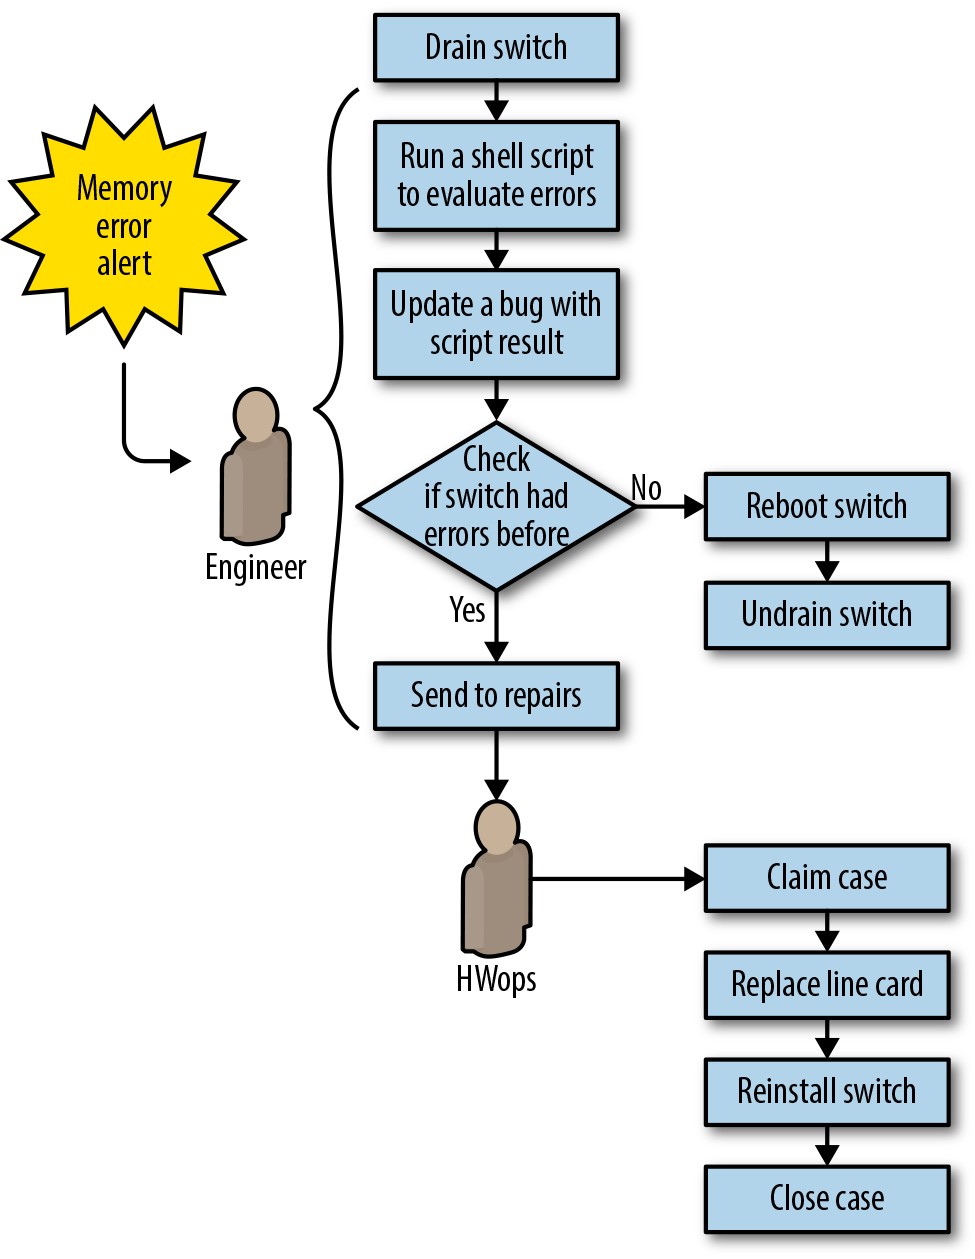 Drain switch
Run a shell script
to evaluate errors
Memory
error
alert
Update a bug with
script result
Check
if switch had
errors before
No
Reboot switch
Engineer
Undrain switch
Yes
Send to repairs
HWops
Claim case
Replace line card
Reinstall switch
Close case